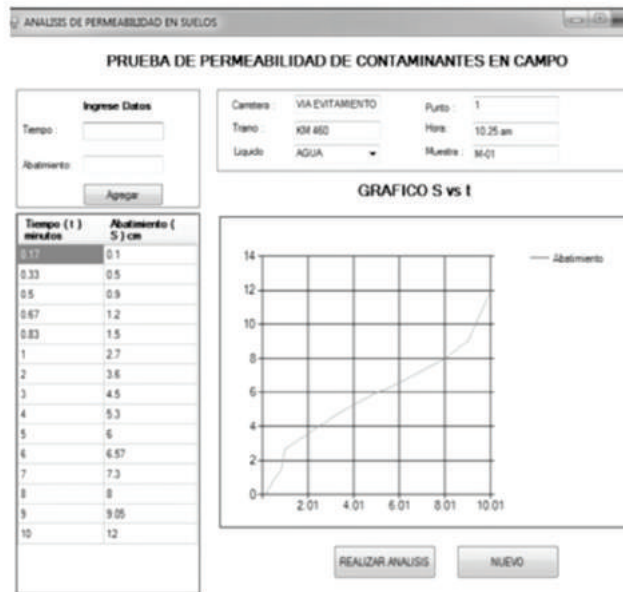 ANALISIS DE PERMEABILIDAD EN SUELOS
PRUEBA DE PERMEABILIDAD DE CONTAMINANTES EN CAMPO
Ingrese Datos
Tiempo :
Abatimiento:
Agregar
Carretera : VIA EVITAMIENTO
Tramo : KM 460
Liquido AGUA
Punto : 1
Hora: 10.25 am
Muestra : M-01
GRAFICO S vs t
Tiempo ( t ) minutos Abatimiento ( S ) cm
0.17 0.1
0.33 0.5
0.5 0.9
0.67 1.2
0.83 1.5
1 2.7
2 3.6
3 4.5
4 5.3
5 6
6 6.57
7 7.3
8 8
9 9.05
10 12
14
12
10
8
6
4
2
0
2.01 4.01 6.01 8.01 10.01
Abatimiento
REALIZAR ANALISIS
NUEVO